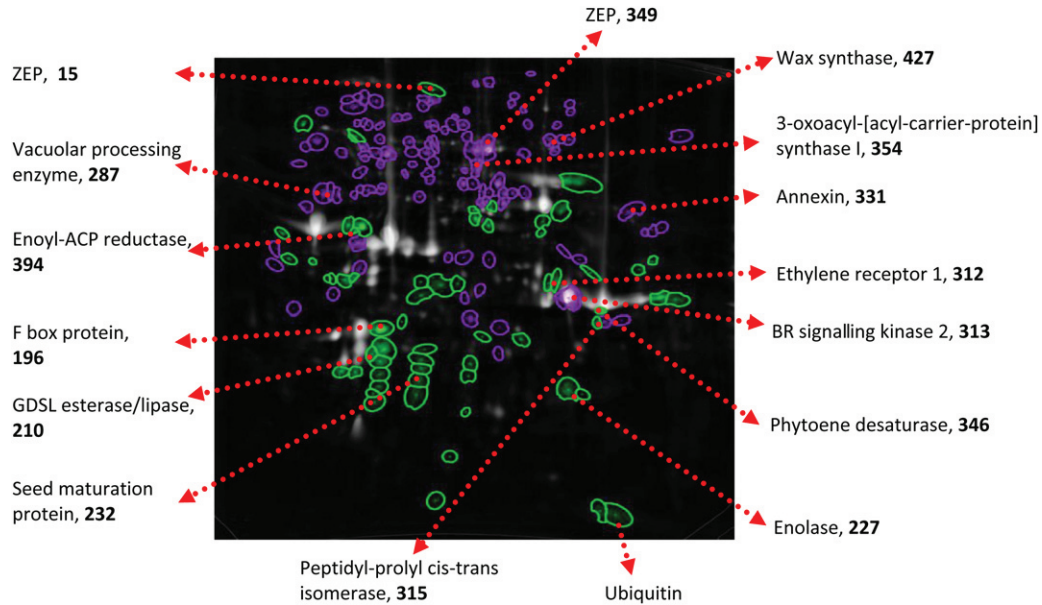 ZEP, 349
ZEP, 15
Wax synthase, 427
3-oxoacyl-[acyl-carrier-protein]
synthase I, 354
Vacuolar processing
enzyme, 287
Annexin, 331
Enoyl-ACP reductase,
394
Ethylene receptor 1, 312
F box protein,
196
BR signalling kinase 2, 313
GDSL esterase/lipase,
210
Phytoene desaturase, 346
Seed maturation
protein, 232
Enolase, 227
Peptidyl-prolyl cis-trans
isomerase, 315
Ubiquitin